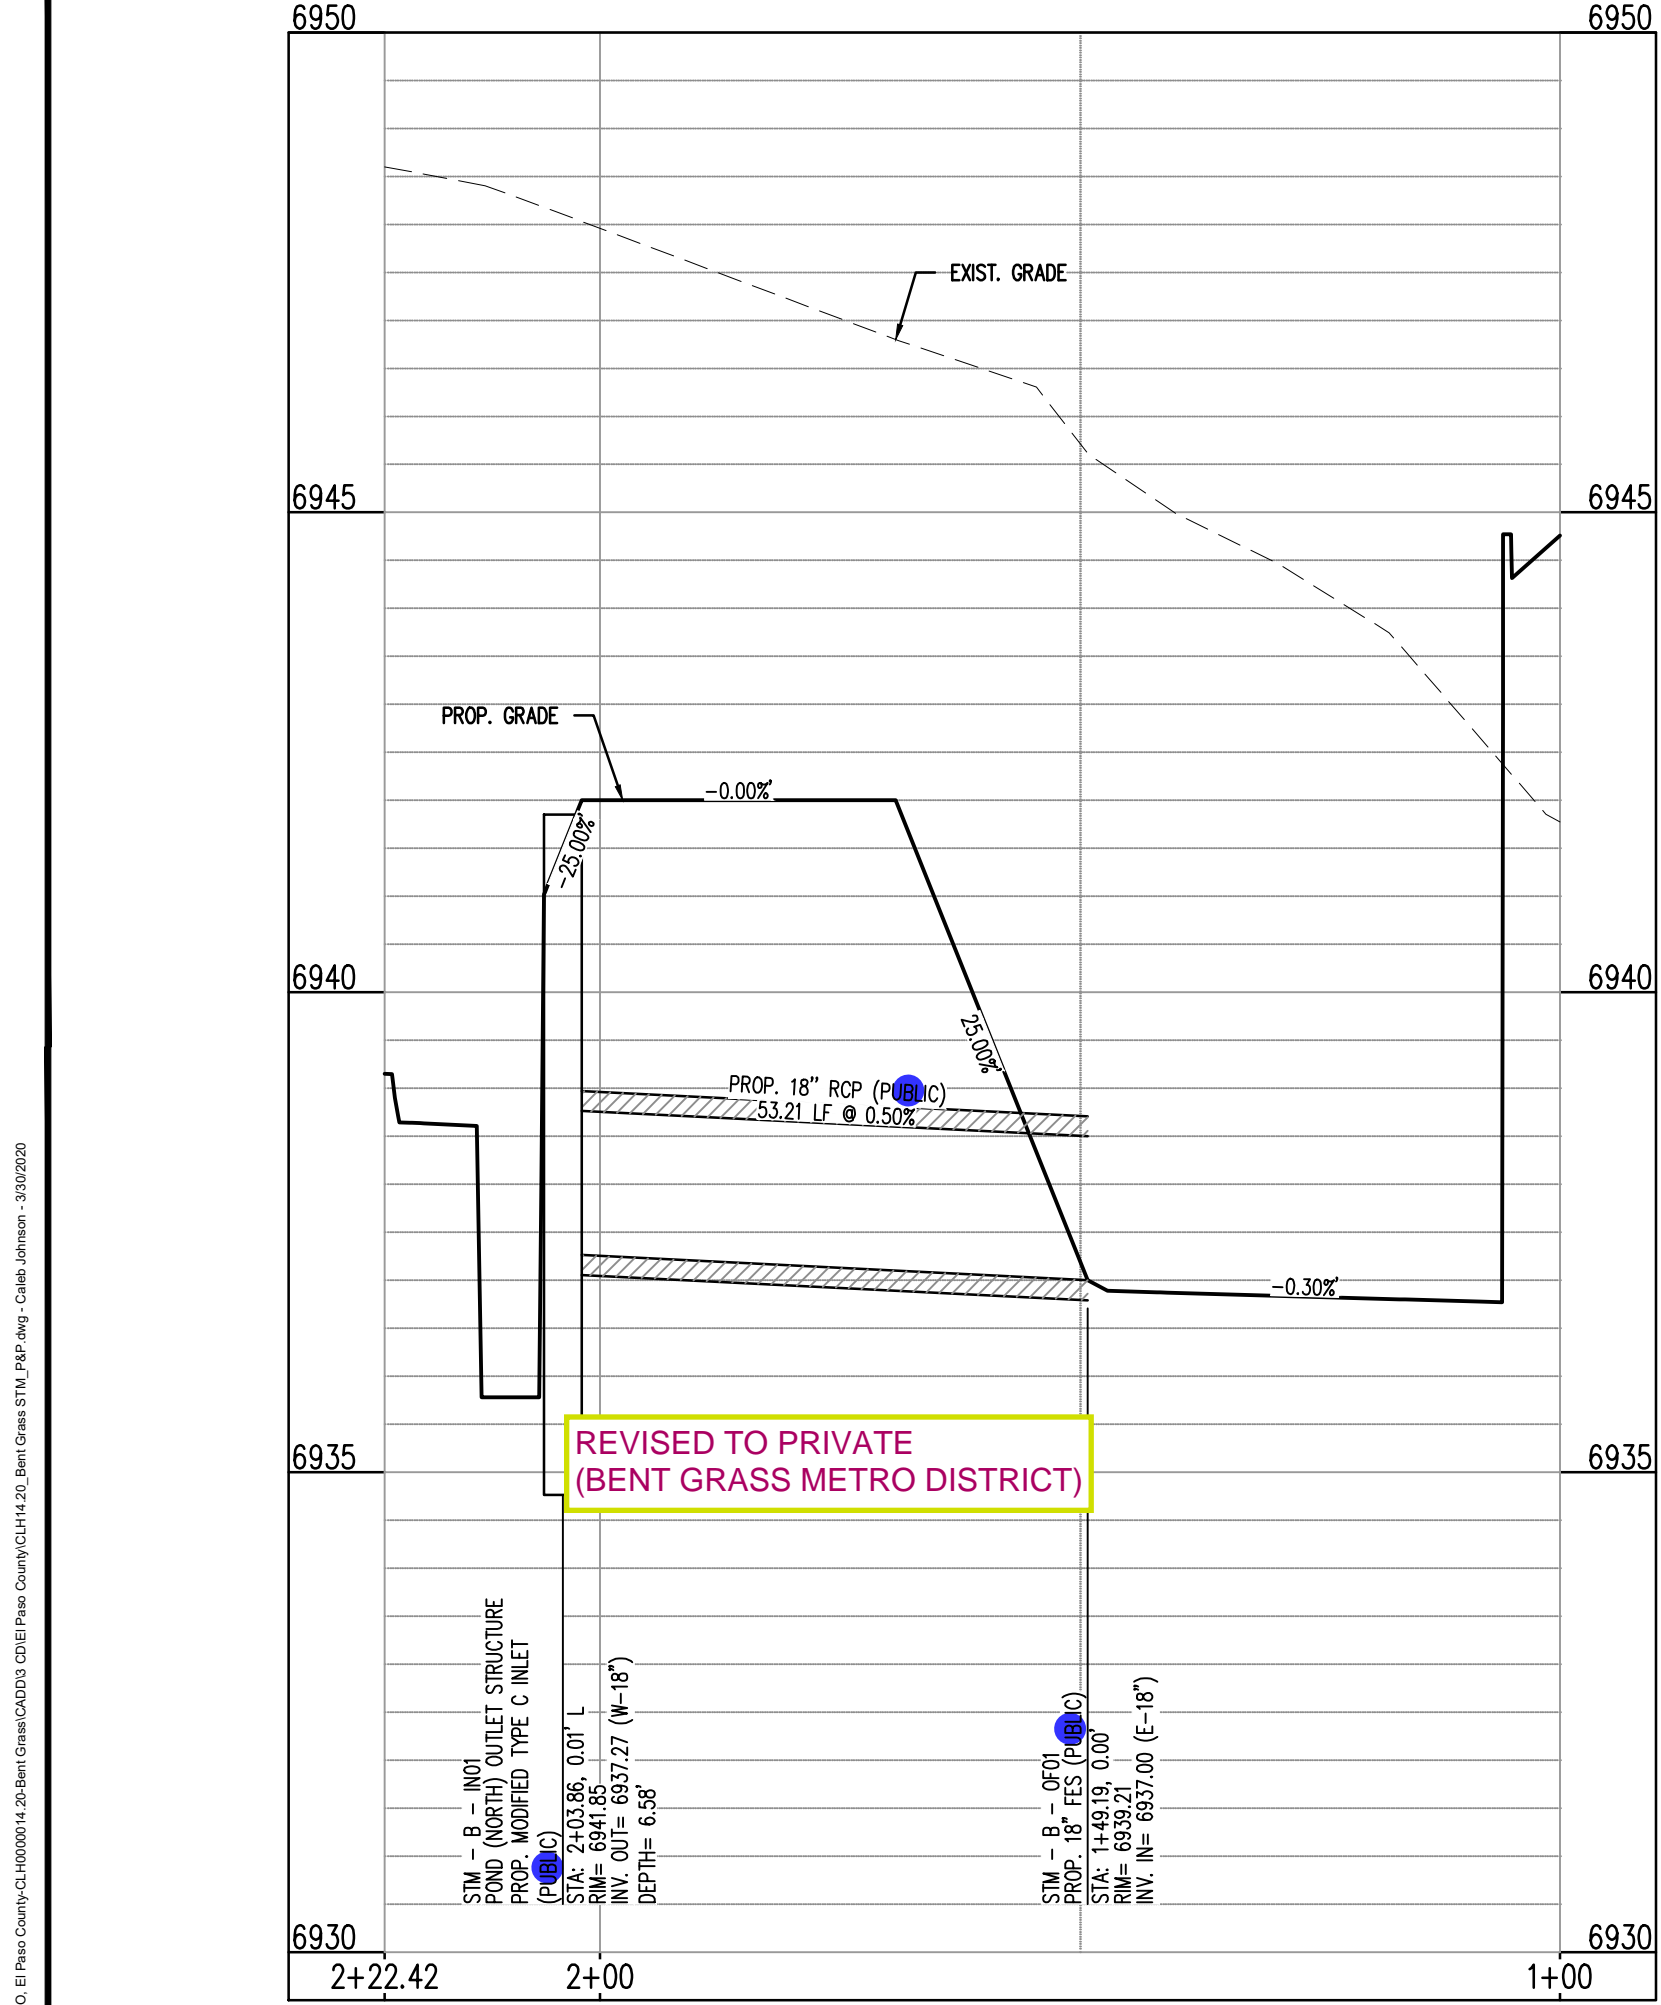 6950
6950
EXIST. GRADE
6945
6945
PROP. GRADE
-0.00%'
-25.00%'
6940
6940
25.00%'
PROP. 18" RCP (PUBLIC)
53.21 LF @ 0.50%
-0.30%'
REVISED TO PRIVATE
(BENT GRASS METRO DISTRICT)
6935
6935
STM - B - IN01
POND (NORTH) OUTLET STRUCTURE
PROP. MODIFIED TYPE C INLET
(PUBLIC)
STA: 2+03.86, 0.01' L
RIM= 6941.85
INV. OUT= 6937.27 (W-18")
DEPTH= 6.58'
STM - B - OF01
PROP. 18" FES (PUBLIC)
STA: 1+49.19, 0.00'
RIM= 6939.21
INV. IN= 6937.00 (E-18")
6930
6930
2+22.42
2+00
1+00
O, El Paso County-CLH0000014.20-Bent Grass\CADD\3 CD\El Paso County\CLH14.20_Bent Grass STM_P&P.dwg - Caleb Johnson - 3/30/2020